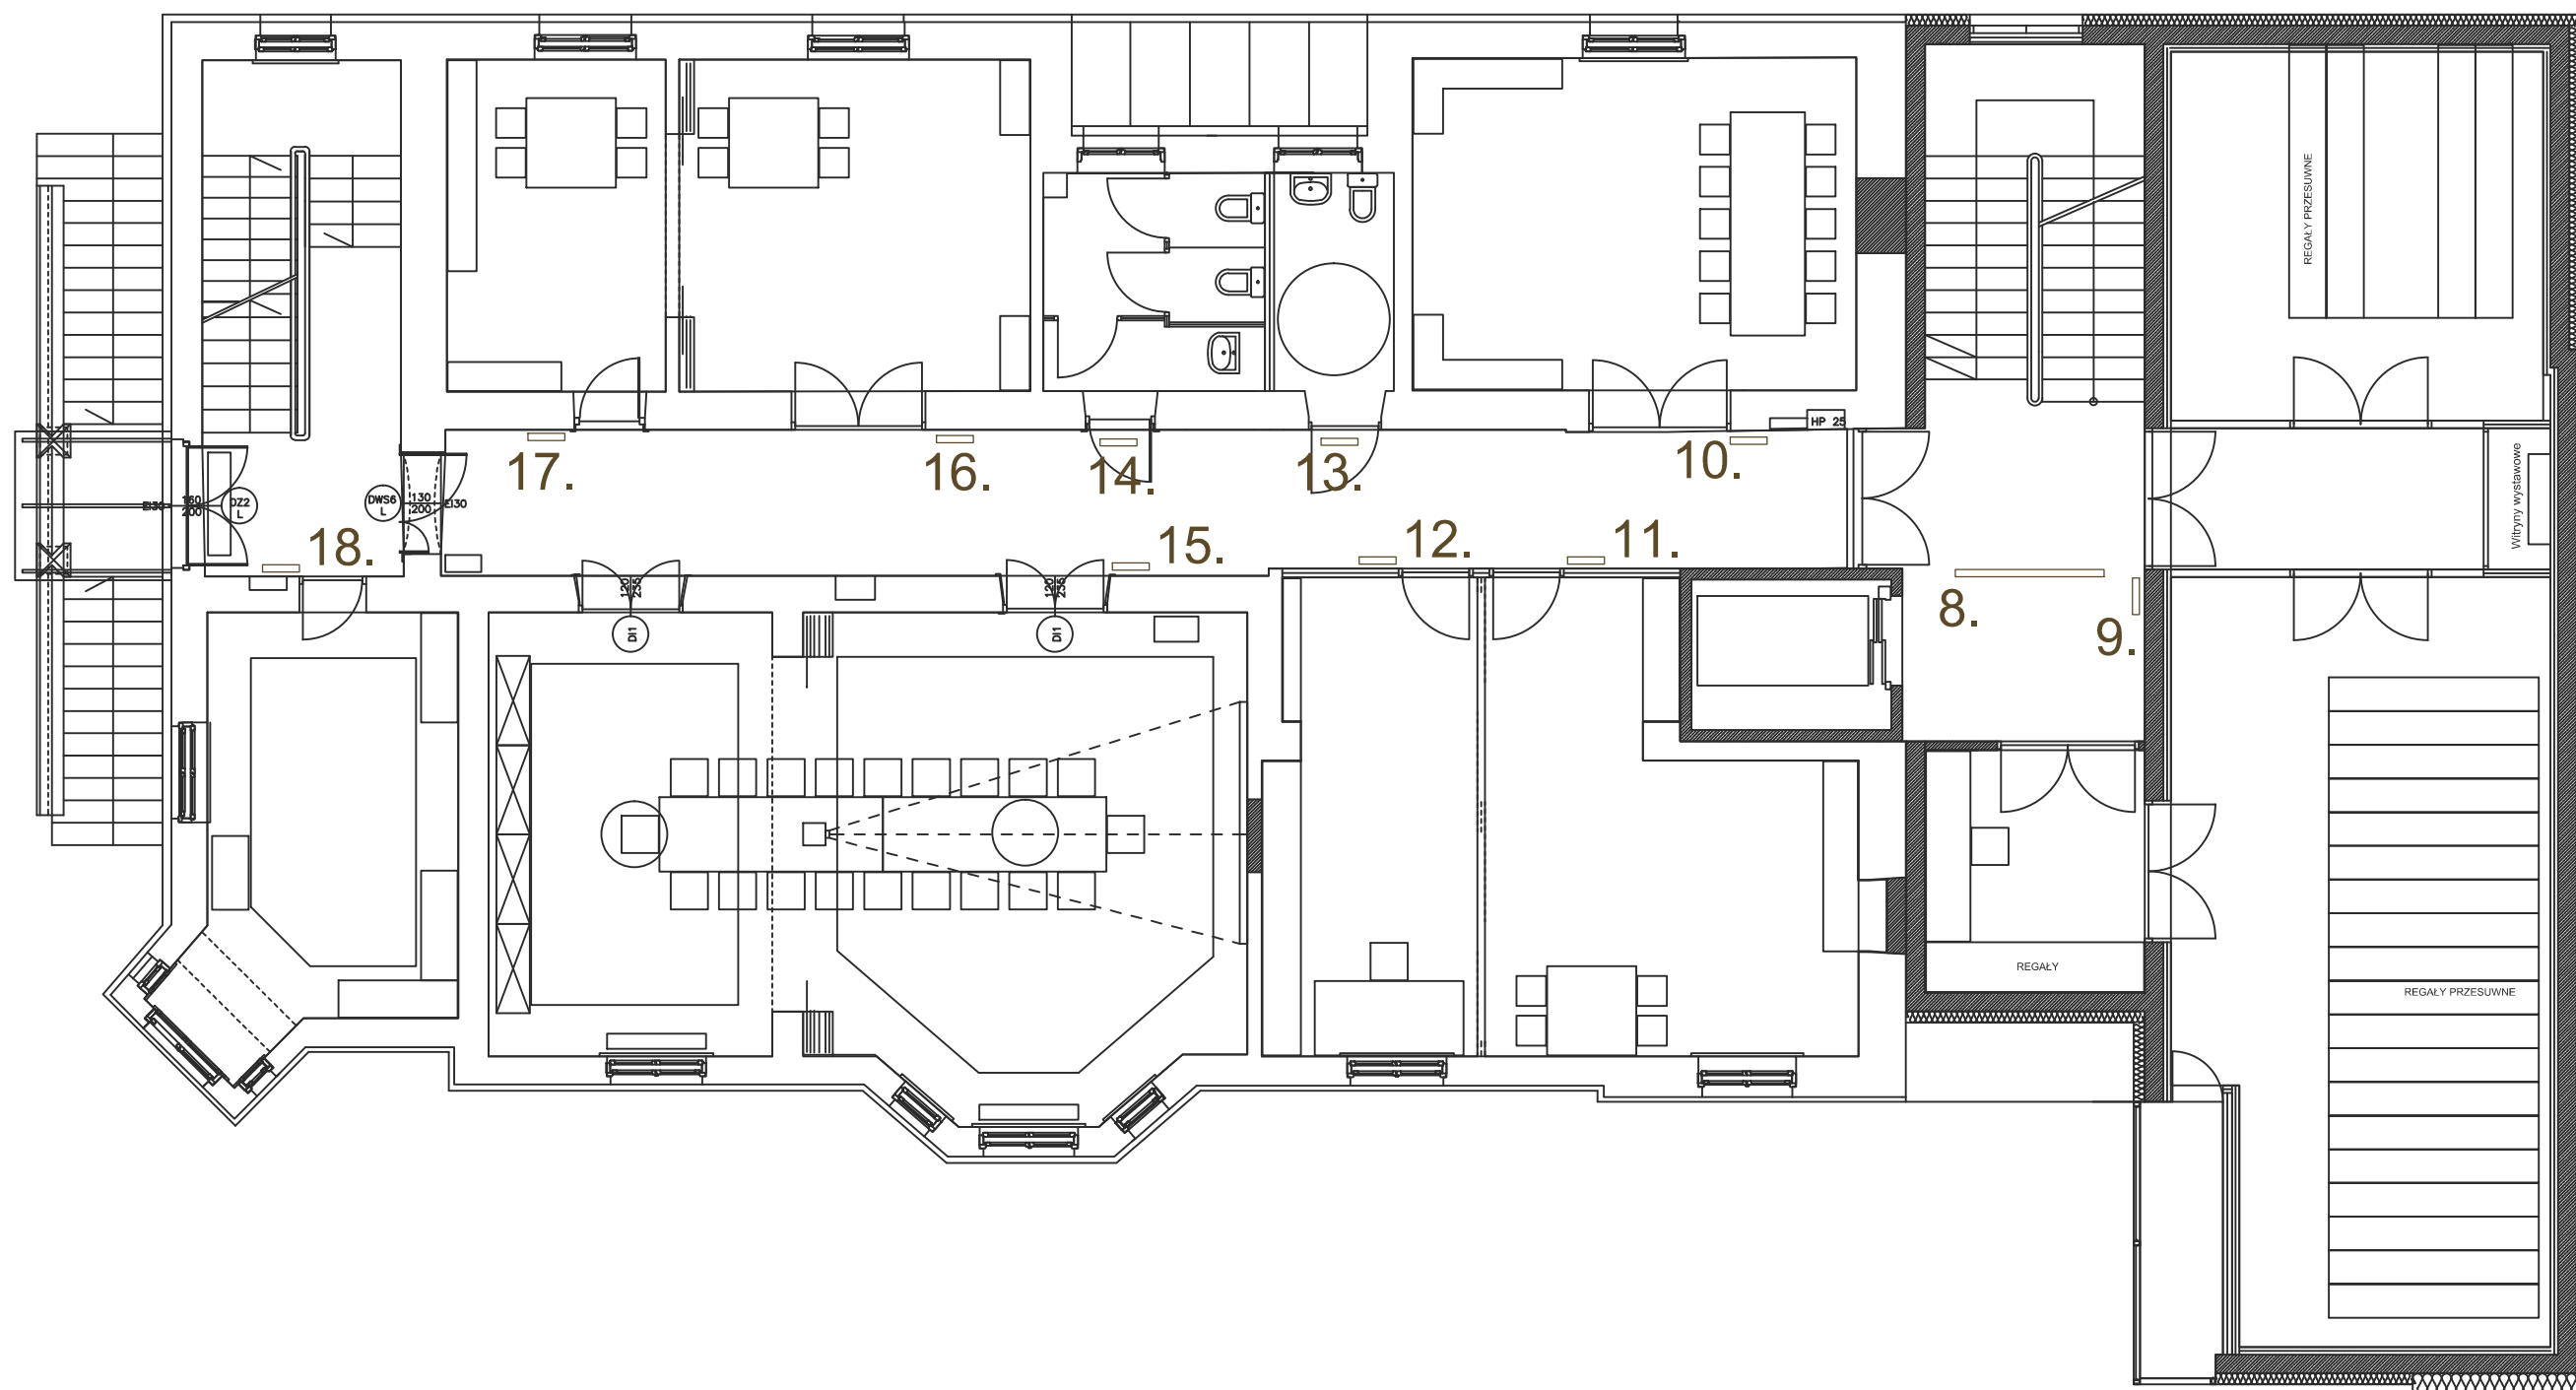 REGAŁY PRZESUWNE
HP 25
17.
16.
14.
13.
10.
Witryny wystawowe
EI30
160
200
DZ2
L
DWS6
L
130
200
EI30
18.
15.
12.
11.
8.
9.
120
235
DI1
120
235
DI1
REGAŁY
REGAŁY PRZESUWNE